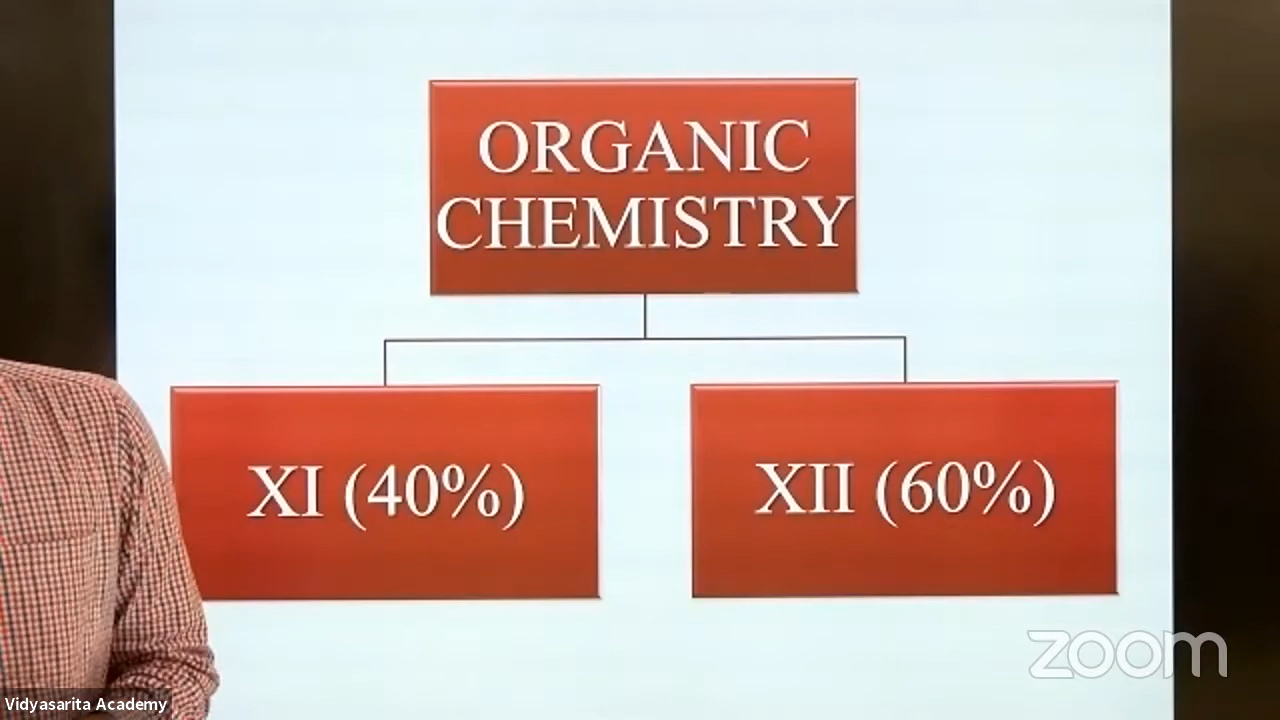 ORGANIC
CHEMISTRY
XI (40%)
XII (60%)
zoom
Vidyasarita Academy